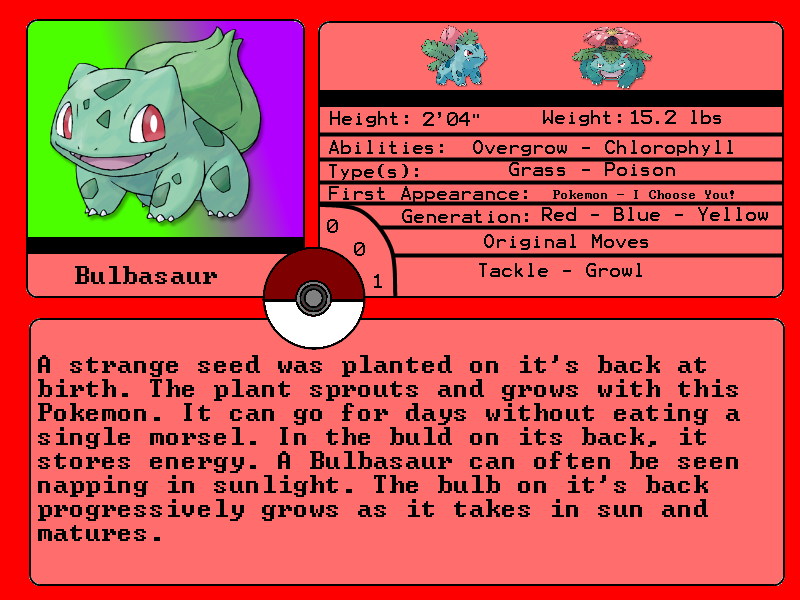 Height: 2'04" Weight: 15.2 lbs
Abilities: Overgrow - Chlorophyll
Type(s): Grass - Poison
First Appearance: Pokemon - I Choose You!
Generation: Red - Blue - Yellow
Original Moves
Tackle - Growl
0
0
1
Bulbasaur
A strange seed was planted on it's back at
birth. The plant sprouts and grows with this
Pokemon. It can go for days without eating a
single morsel. In the buld on its back, it
stores energy. A Bulbasaur can often be seen
napping in sunlight. The bulb on it's back
progressively grows as it takes in sun and
matures.